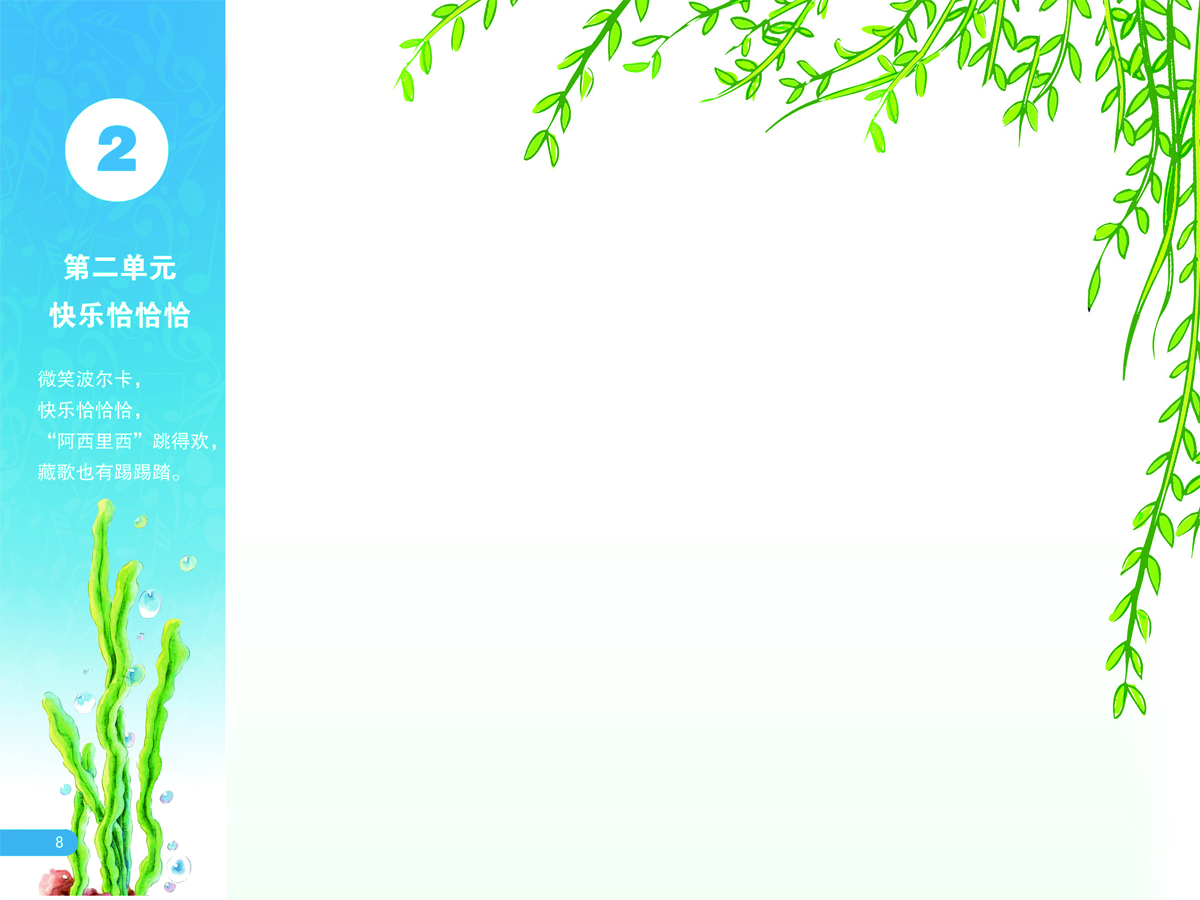 2
第二单元
快乐恰恰恰
微笑波尔卡，
快乐恰恰恰，
“阿西里西”跳得欢，
藏歌也有踢踢踏。
8